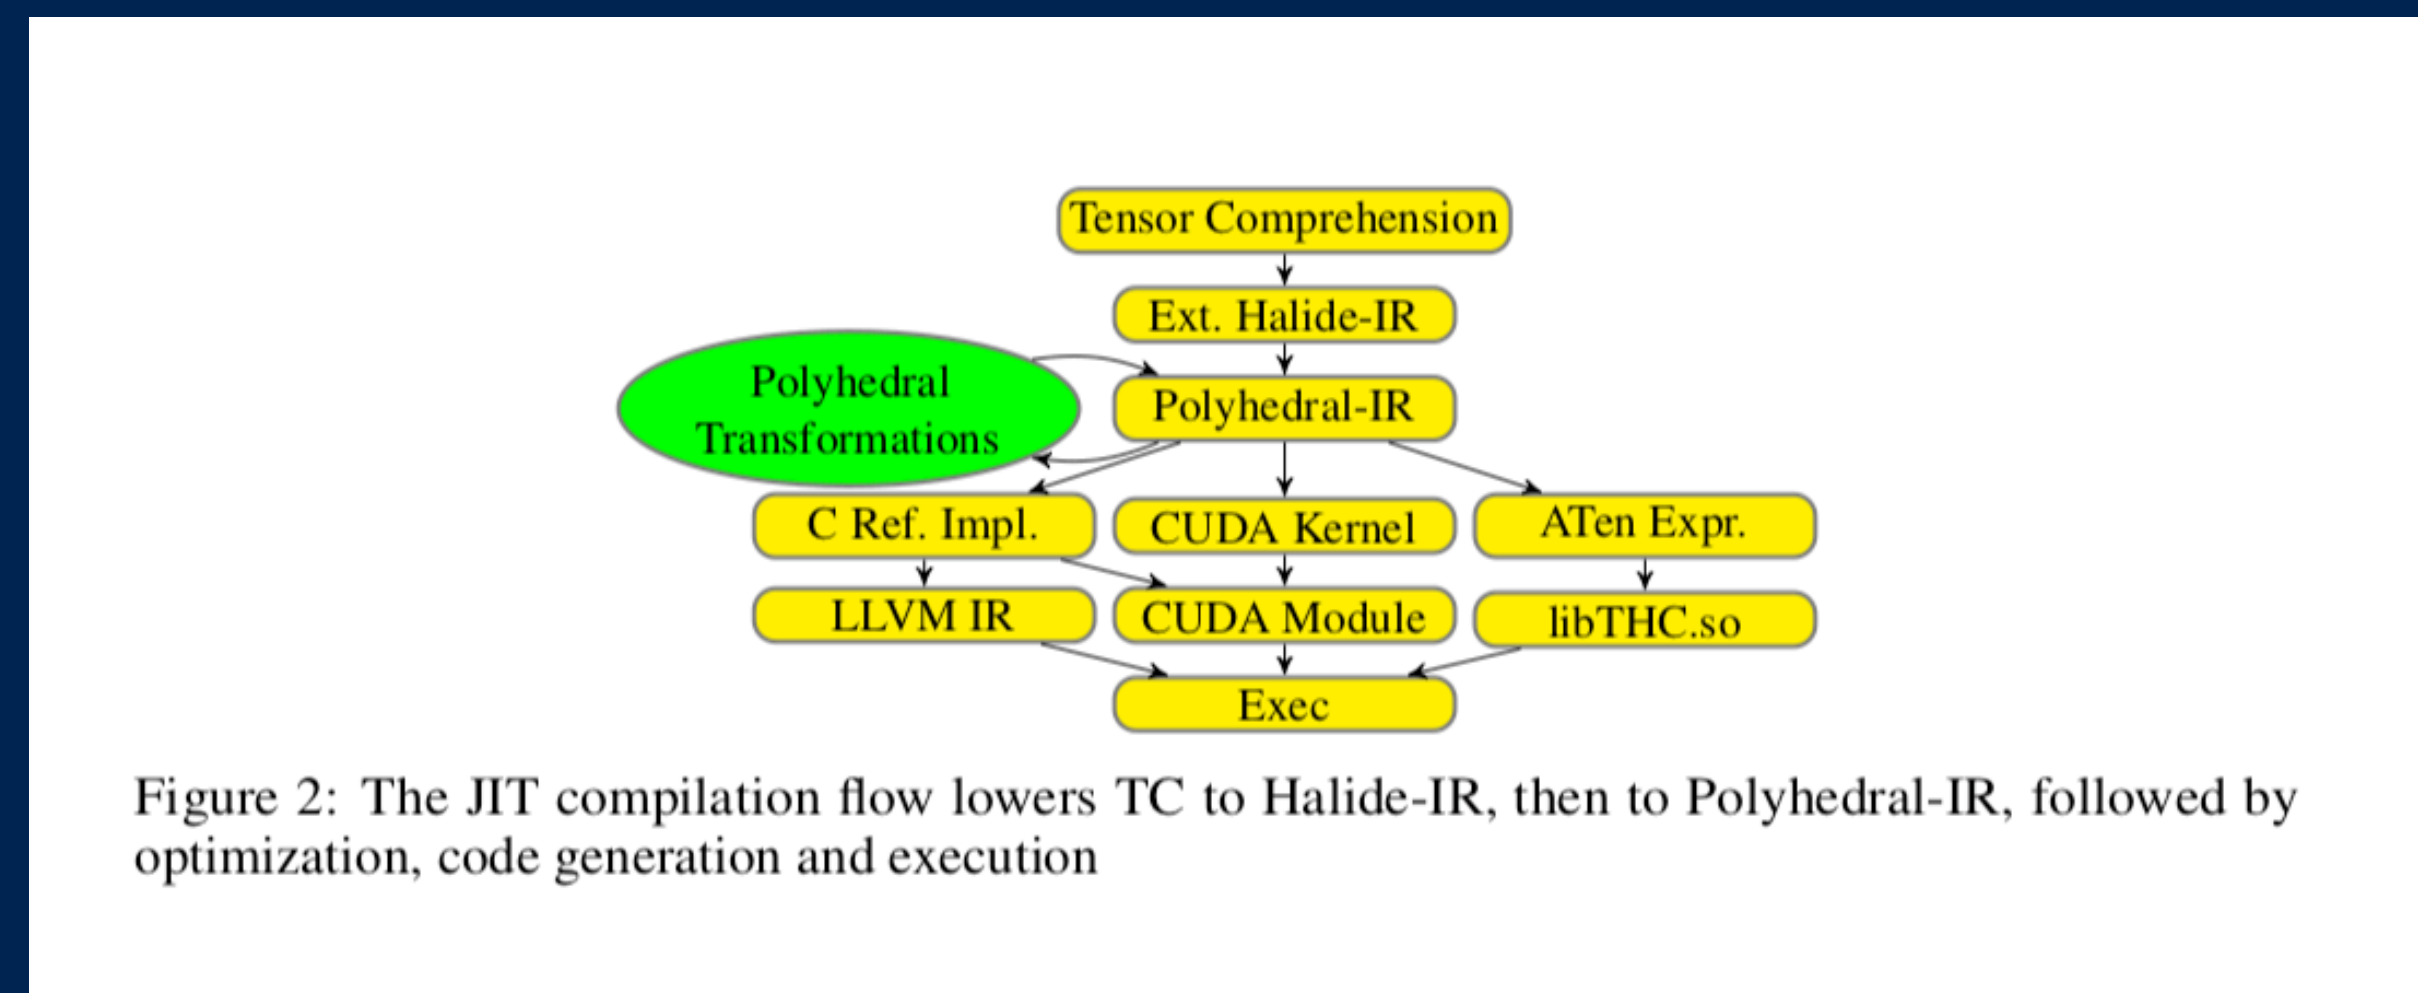 Tensor Comprehension
Ext. Halide-IR
Polyhedral
Transformations
Polyhedral-IR
C Ref. Impl.
CUDA Kernel
ATen Expr.
LLVM IR
CUDA Module
libTHC.so
Exec
Figure 2: The JIT compilation flow lowers TC to Halide-IR, then to Polyhedral-IR, followed by
optimization, code generation and execution